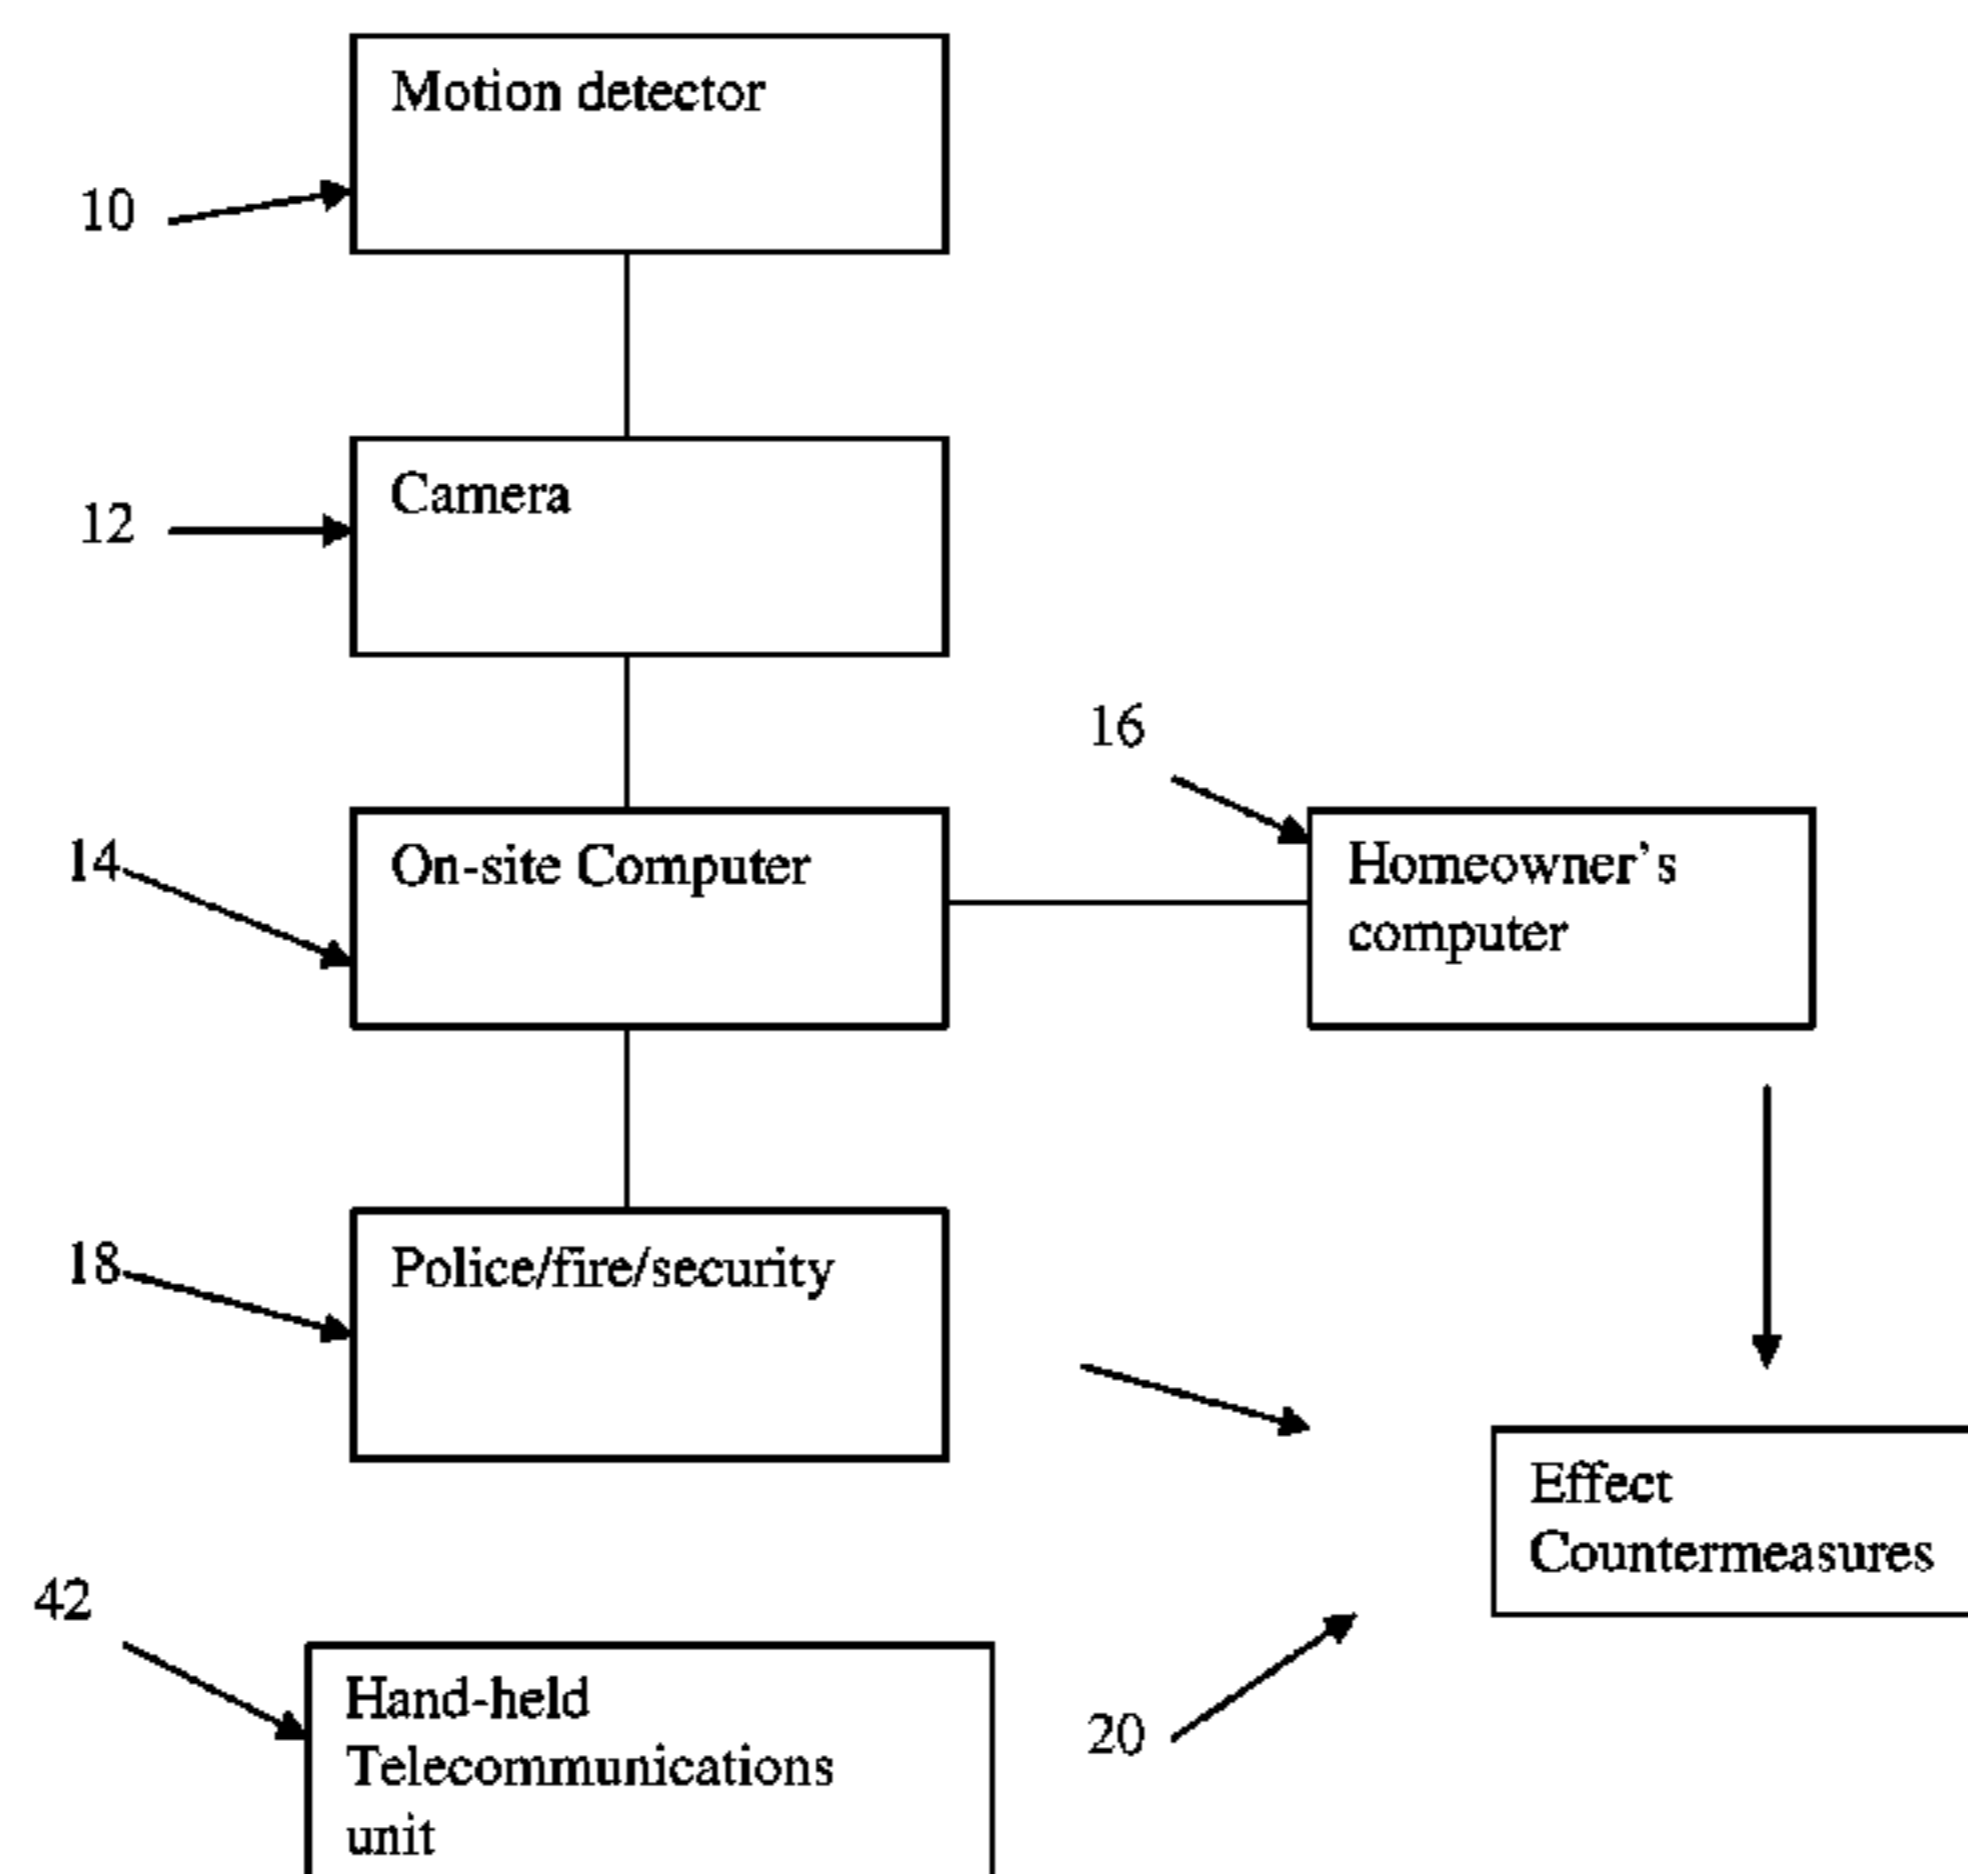 Motion detector
10
Camera
12
16
14
On-site Computer
Homeowner’s
computer
18
Police/fire/security
Effect
Countermeasures
42
Hand-held
Telecommunications
unit
20